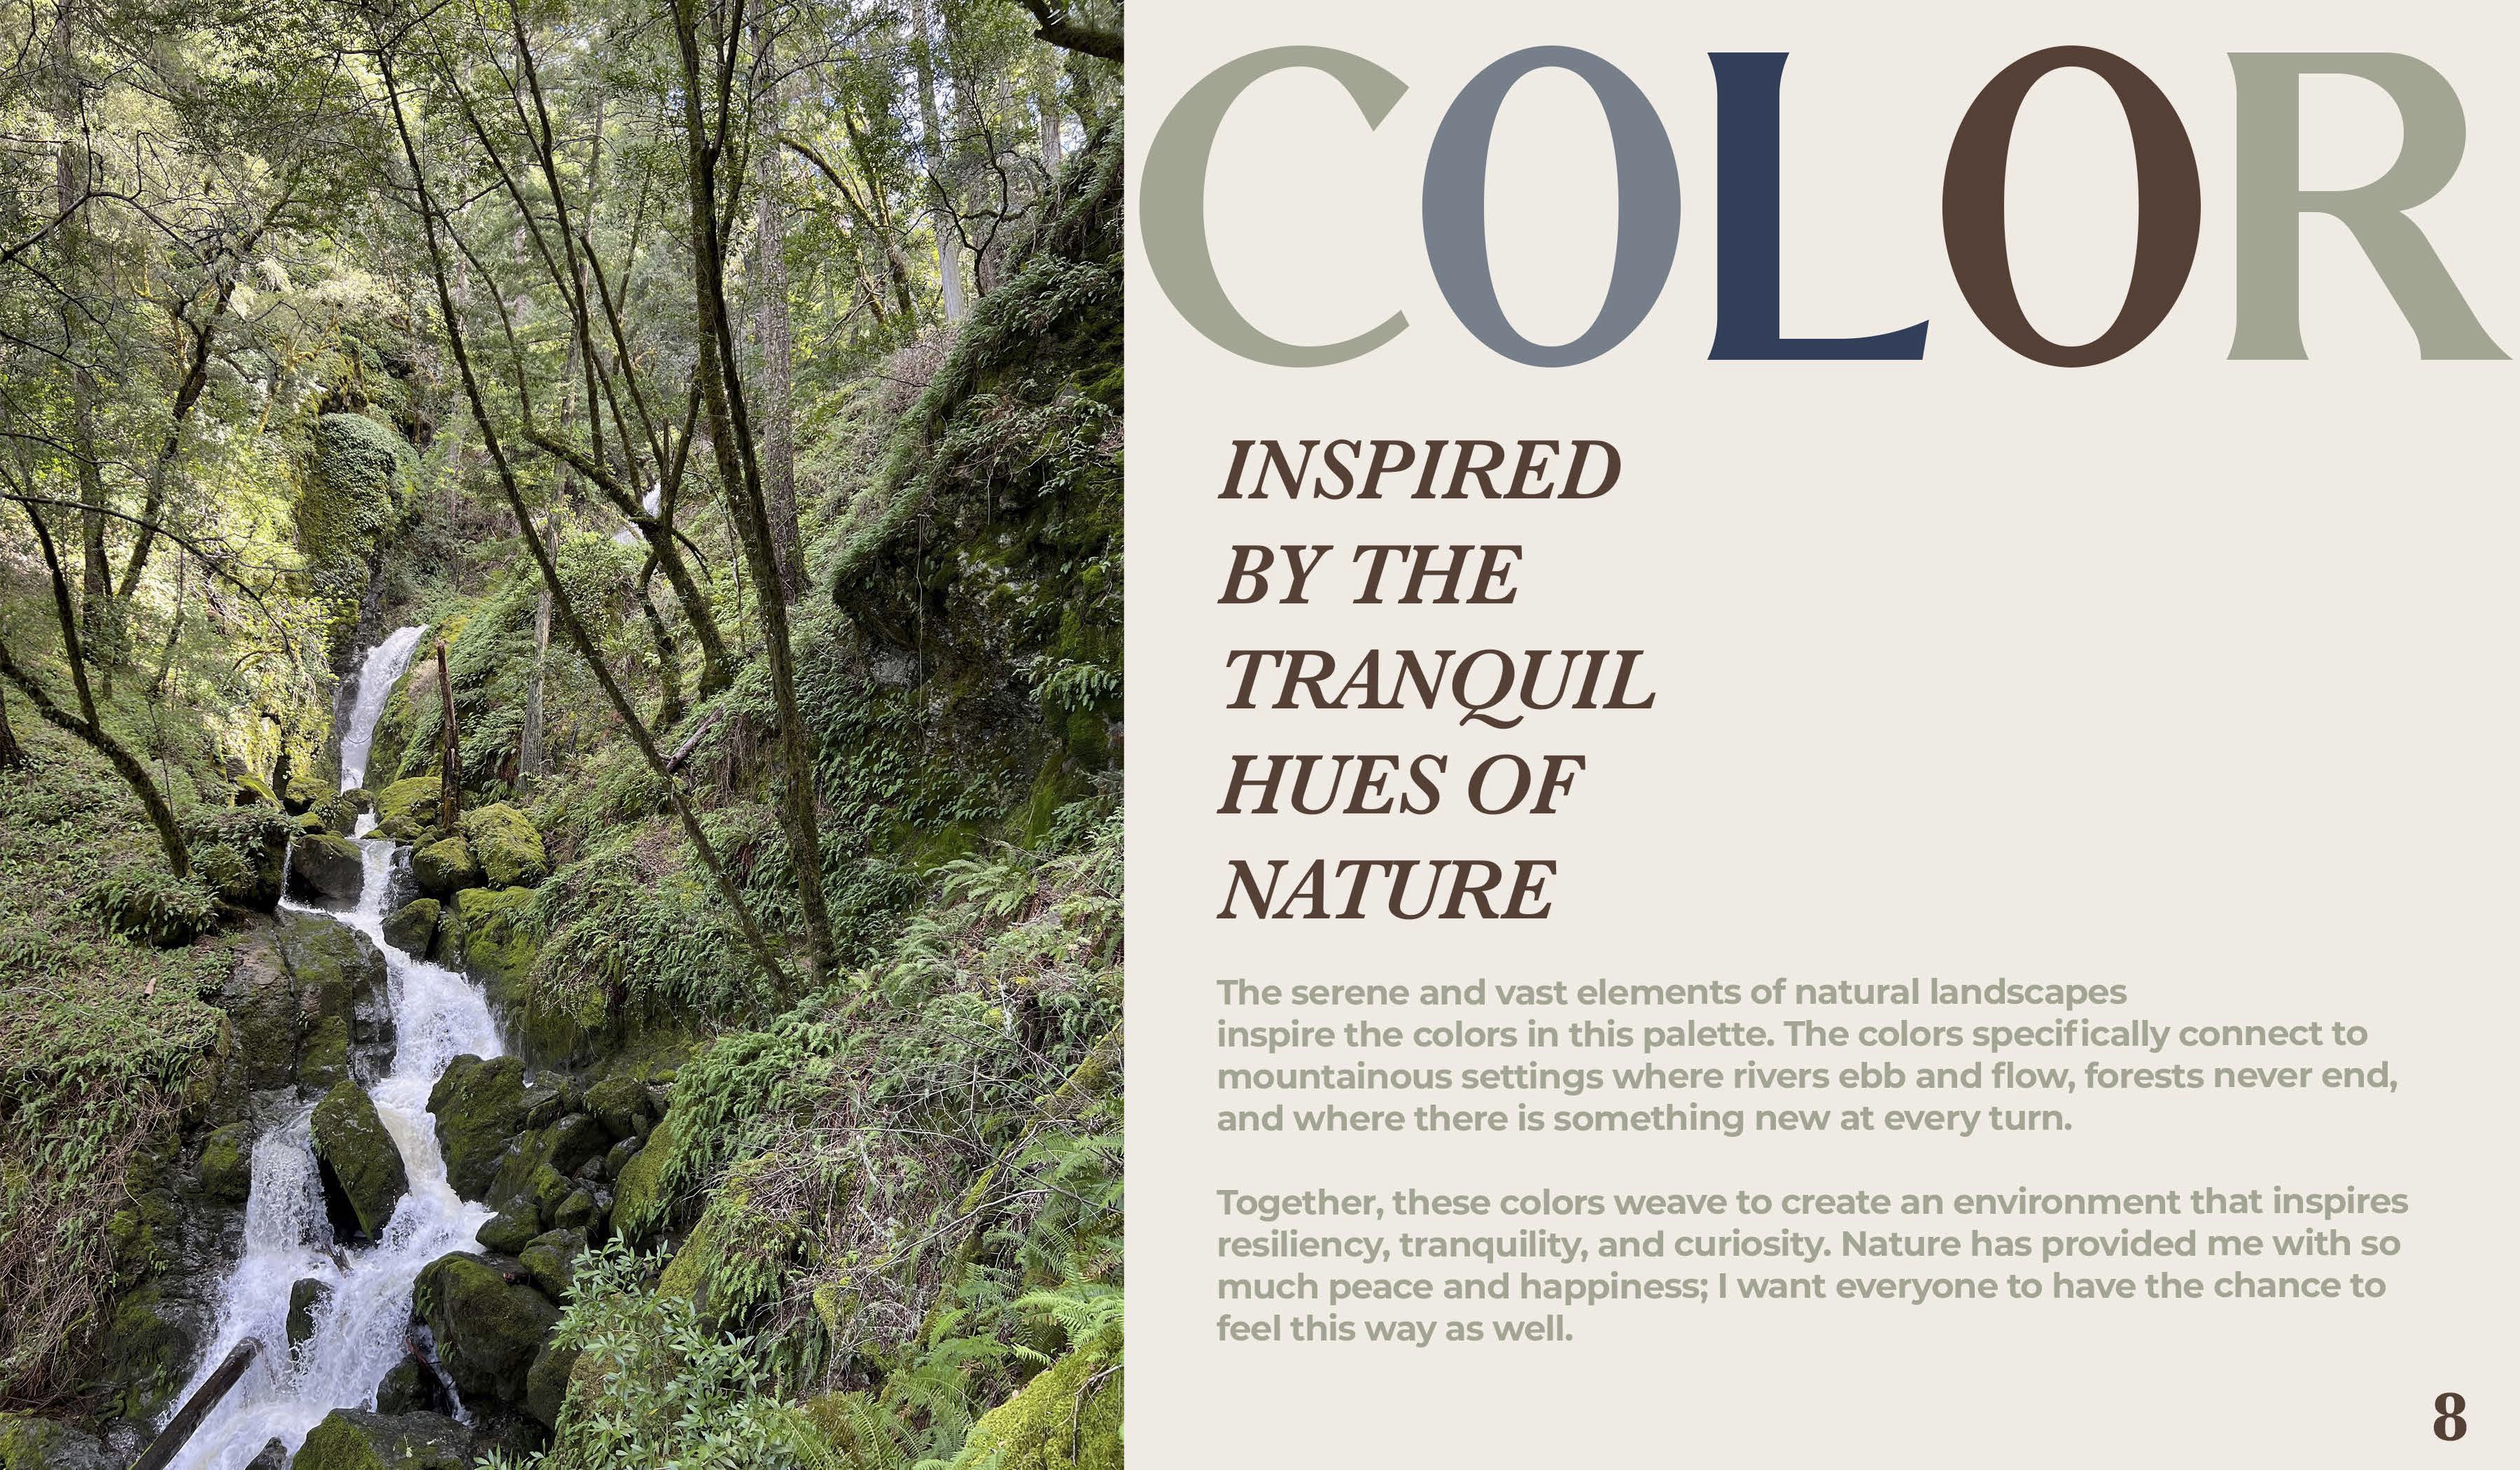 COLOR
INSPIRED
BY THE
TRANQUIL
HUES OF
NATURE
The serene and vast elements of natural landscapes
inspire the colors in this palette. The colors specifically connect to
mountainous settings where rivers ebb and flow, forests never end,
and where there is something new at every turn.
Together, these colors weave to create an environment that inspires
resiliency, tranquility, and curiosity. Nature has provided me with so
much peace and happiness; I want everyone to have the chance to
feel this way as well.
8